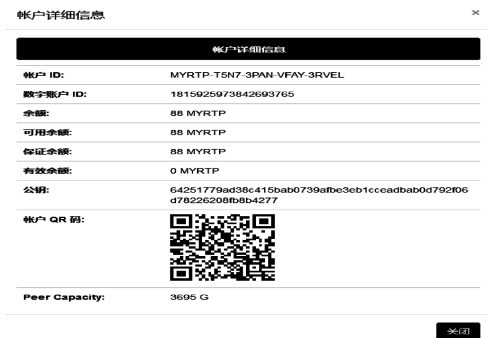 帐户详细信息
×
帐户详细信息
帐户 ID: MYRTP-T5N7-3PAN-VFAY-3RVEL
数字账户 ID: 1815925973842693765
余额: 88 MYRTP
可用余额: 88 MYRTP
保证余额: 88 MYRTP
有效余额: 0 MYRTP
公钥: 64251779ad38c415bab0739afbe3eb1cceadbab0d792f06
d78226208fb8b4277
帐户 QR 码:
Peer Capacity: 3695 G
关闭